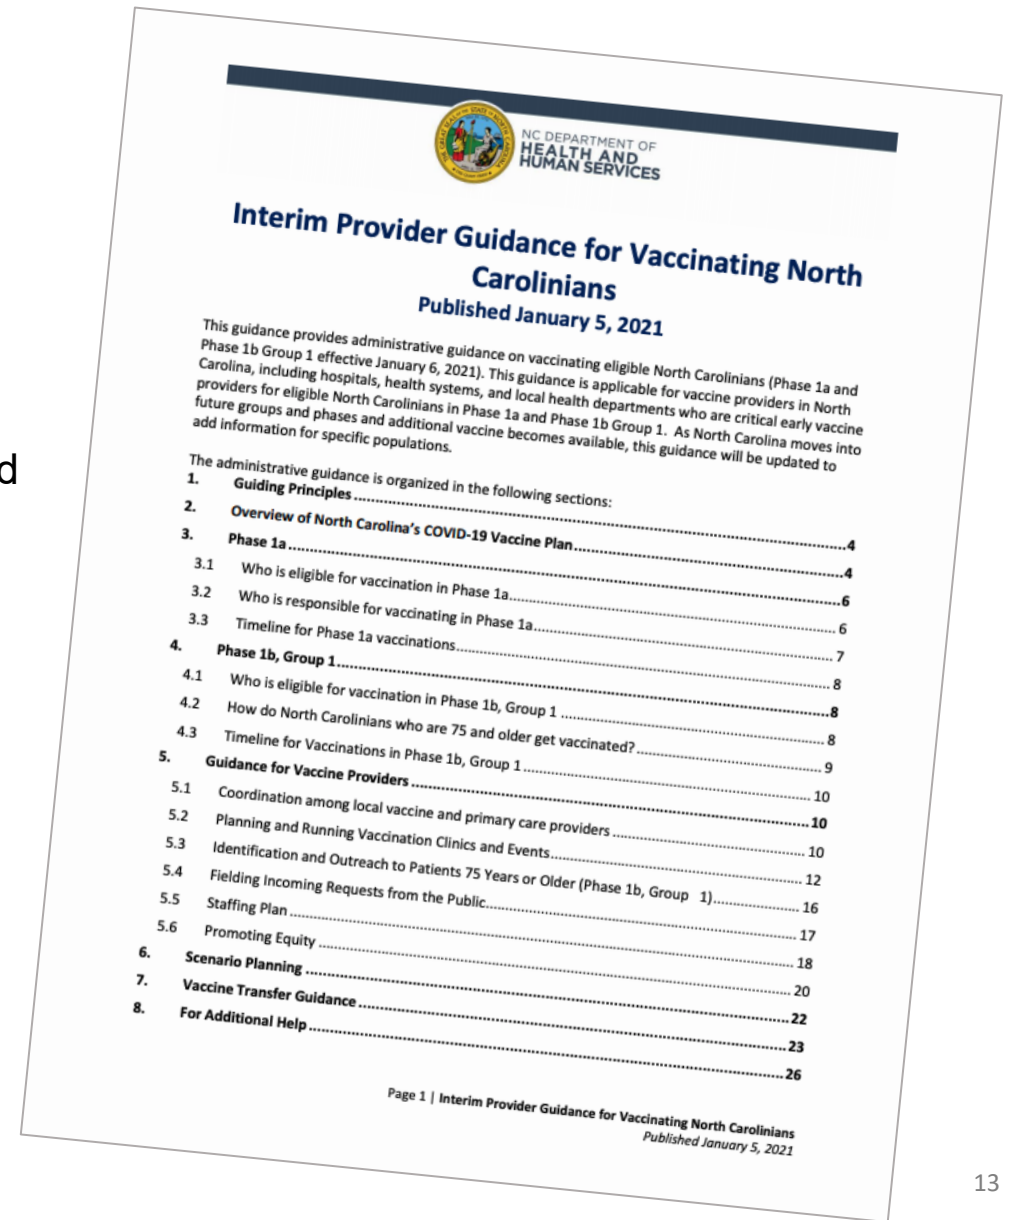 NC DEPARTMENT OF
HEALTH AND
HUMAN SERVICES
Interim Provider Guidance for Vaccinating North
Carolinians
Published January 5, 2021
This guidance provides administrative guidance on vaccinating eligible North Carolinians (Phase 1a and
Phase 1b Group 1 effective January 6, 2021). This guidance is applicable for vaccine providers in North
Carolina, including hospitals, health systems, and local health departments who are critical early vaccine
providers for eligible North Carolinians in Phase 1a and Phase 1b Group 1. As North Carolina moves into
future groups and phases and additional vaccine becomes available, this guidance will be updated to
add information for specific populations.
d
The administrative guidance is organized in the following sections:
1. Guiding Principles ... 4
2. Overview of North Carolina's COVID-19 Vaccine Plan ... 4
3. Phase 1a ... 6
3.1 Who is eligible for vaccination in Phase 1a ... 6
3.2 Who is responsible for vaccinating in Phase 1a ... 7
3.3 Timeline for Phase 1a vaccinations ... 8
4. Phase 1b, Group 1 ... 8
4.1 Who is eligible for vaccination in Phase 1b, Group 1 ... 8
4.2 How do North Carolinians who are 75 and older get vaccinated? ... 9
4.3 Timeline for Vaccinations in Phase 1b, Group 1 ... 10
5. Guidance for Vaccine Providers ... 10
5.1 Coordination among local vaccine and primary care providers ... 10
5.2 Planning and Running Vaccination Clinics and Events ... 12
5.3 Identification and Outreach to Patients 75 Years or Older (Phase 1b, Group 1) ... 16
5.4 Fielding Incoming Requests from the Public ... 17
5.5 Staffing Plan ... 18
5.6 Promoting Equity ... 20
6. Scenario Planning ... 22
7. Vaccine Transfer Guidance ... 23
8. For Additional Help ... 26
Page 1 | Interim Provider Guidance for Vaccinating North Carolinians
Published January 5, 2021
13